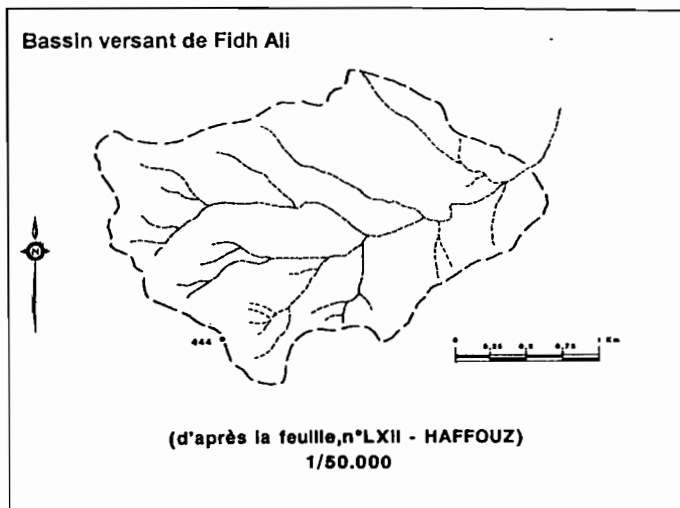 Bassin versant de Fidh Ali
N
444
0 0,25 0,5 0,75 1 Km
(d'après la feuille,n°LXII - HAFFOUZ)
1/50.000